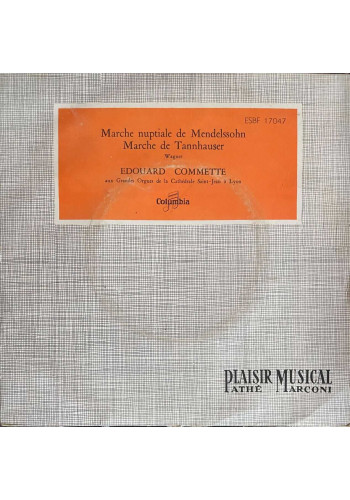 ESBF 17047
Marche nuptiale de Mendelssohn
Marche de Tannhauser
Wagner
EDOUARD COMMETTE
aux Grandes Orgues de la Cathédrale Saint-Jean à Lyon
Columbia
PLAISIR MUSICAL
PATHÉ MARCONI